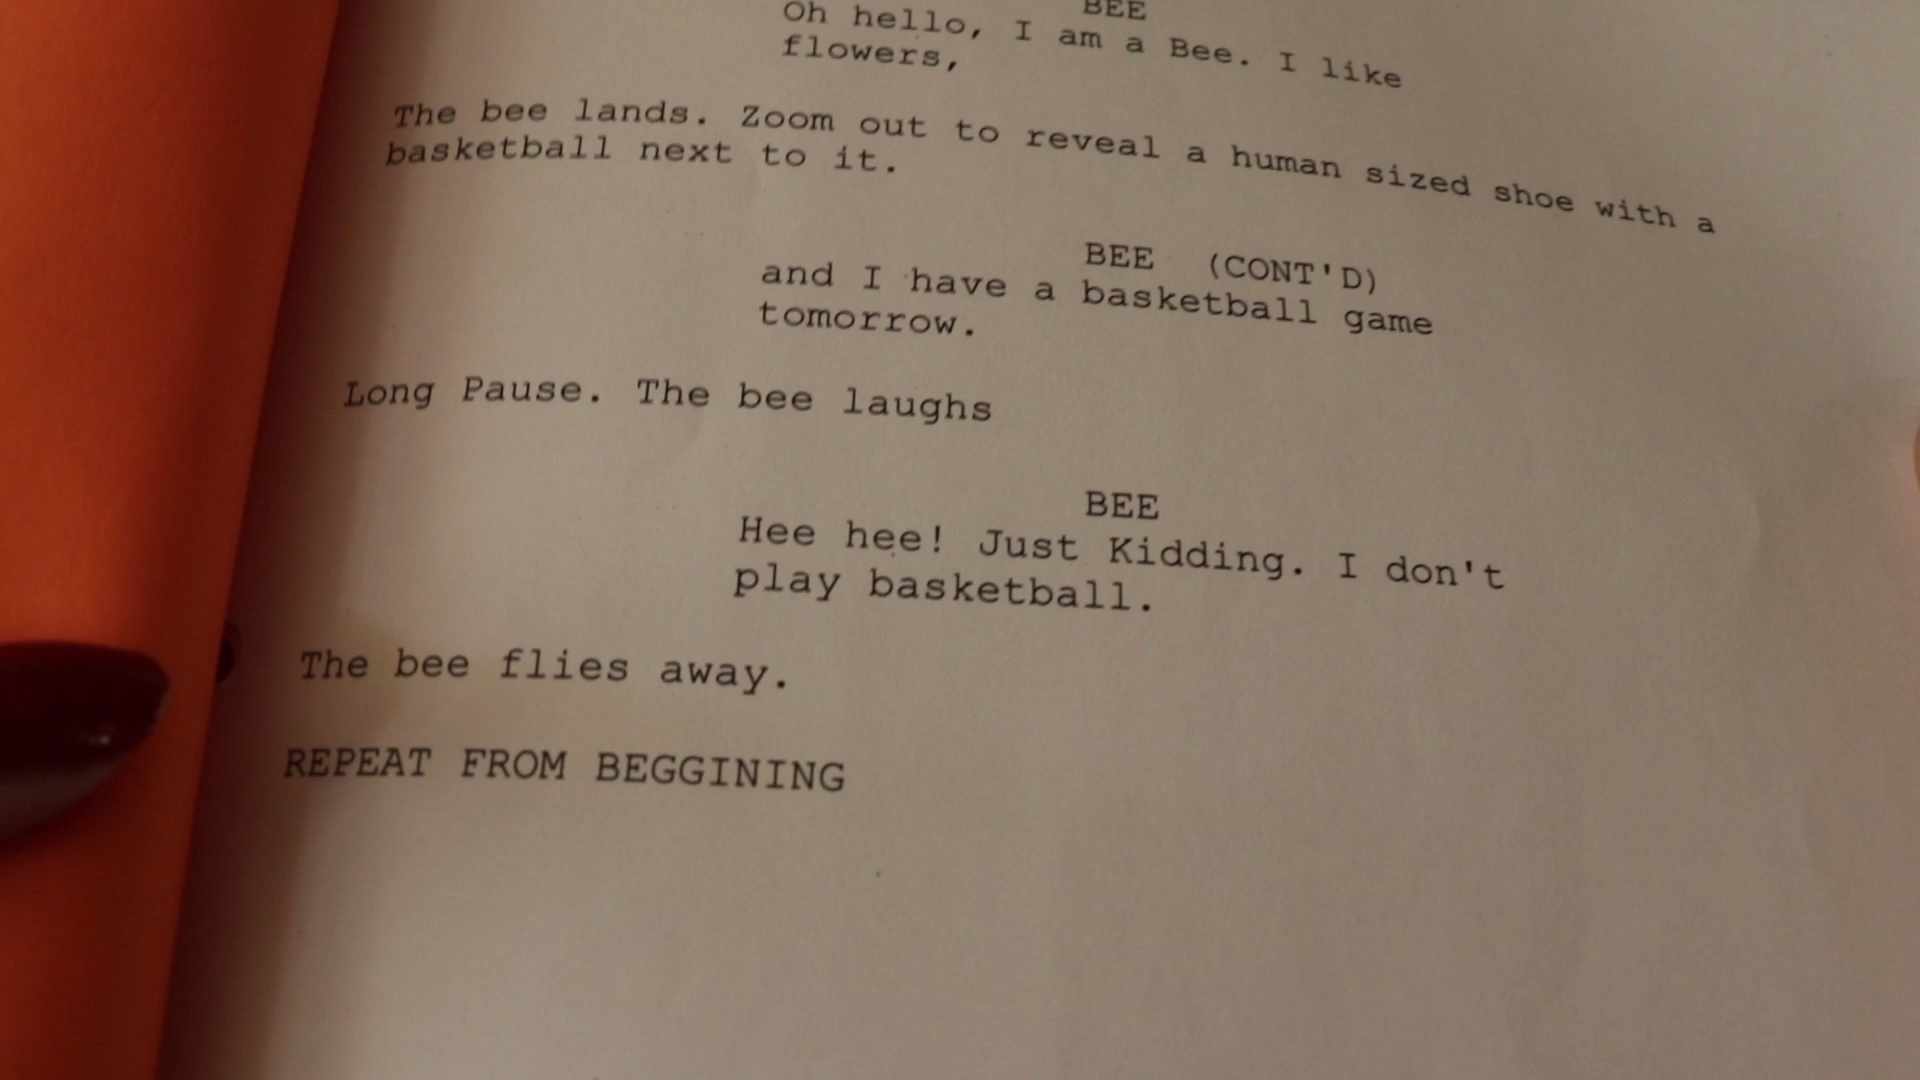 BEE
Oh hello, I am a Bee. I like
flowers,
The bee lands. Zoom out to reveal a human sized shoe with a
basketball next to it.
BEE (CONT'D)
and I have a basketball game
tomorrow.
Long Pause. The bee laughs
BEE
Hee hee! Just Kidding. I don't
play basketball.
The bee flies away.
REPEAT FROM BEGGINING